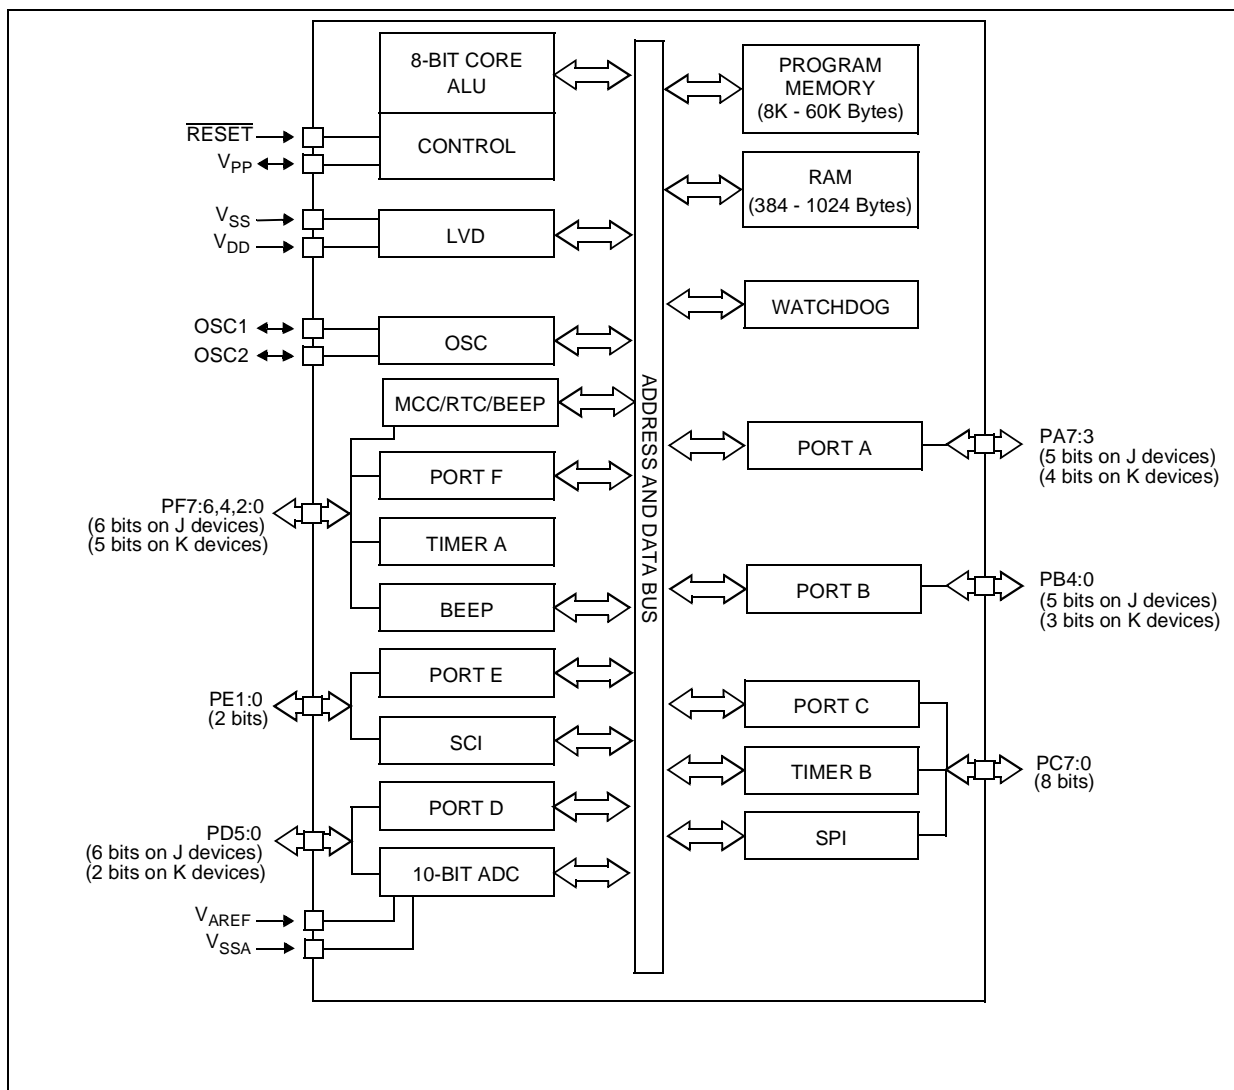 8-BIT CORE
ALU
CONTROL
RESET
VPP
VSS
VDD
LVD
OSC1
OSC2
OSC
MCC/RTC/BEEP
PORT F
PF7:6,4,2:0
(6 bits on J devices)
(5 bits on K devices)
TIMER A
BEEP
PORT E
PE1:0
(2 bits)
SCI
PORT D
PD5:0
(6 bits on J devices)
(2 bits on K devices)
10-BIT ADC
VAREF
VSSA
ADDRESS AND DATA BUS
PROGRAM
MEMORY
(8K - 60K Bytes)
RAM
(384 - 1024 Bytes)
WATCHDOG
PORT A
PA7:3
(5 bits on J devices)
(4 bits on K devices)
PORT B
PB4:0
(5 bits on J devices)
(3 bits on K devices)
PORT C
TIMER B
PC7:0
(8 bits)
SPI